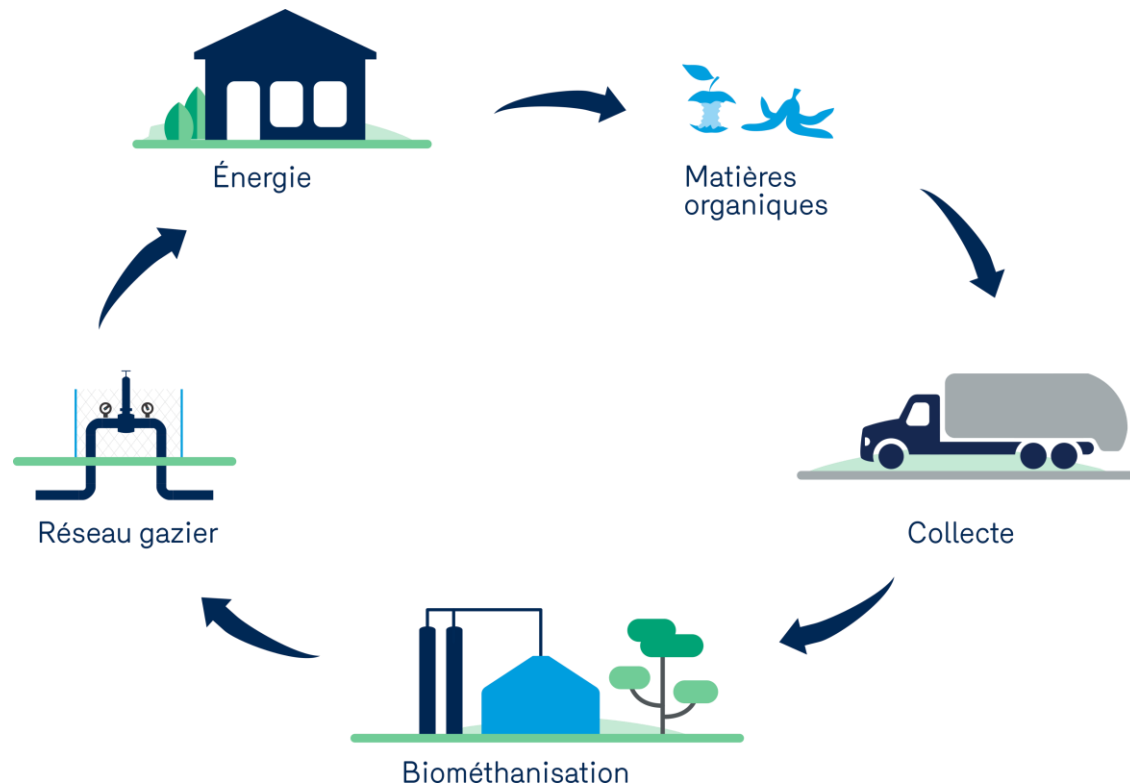 Énergie
Matières
organiques
Collecte
Biométhanisation
Réseau gazier